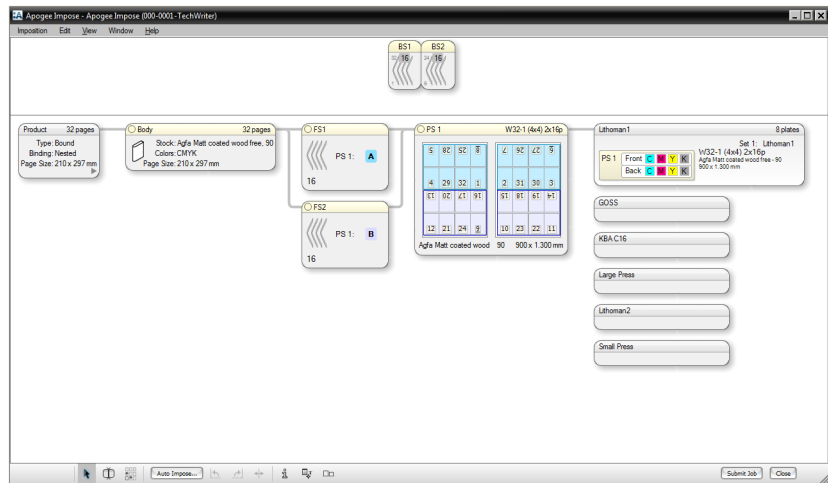 Apogee Impose - Apogee Impose (000-0001-TechWriter)
Imposition Edit View Window Help
BS1 BS2
32 16 24 16
1 9
Product 32 pages
Type: Bound
Binding: Nested
Page Size: 210 x 297 mm
Body 32 pages
Stock: Agfa Matt coated wood free, 90
Colors: CMYK
Page Size: 210 x 297 mm
FS1
PS 1: A
16
FS2
PS 1: B
16
PS 1 W32-1 (4x4) 2x16p
5 28 25 8 7 26 27 6
4 29 32 1 2 31 30 3
13 20 17 16 15 18 19 14
12 21 24 9 10 23 22 11
Agfa Matt coated wood 90 900 x 1.300 mm
Lithoman1 8 plates
Set 1: Lithoman1
PS 1 Front C M Y K
Back C M Y K
W32-1 (4x4) 2x16p
Agfa Matt coated wood free - 90
900 x 1.300 mm
GOSS
KBA C16
Large Press
Lithoman2
Small Press
Auto Impose...
Submit Job Close